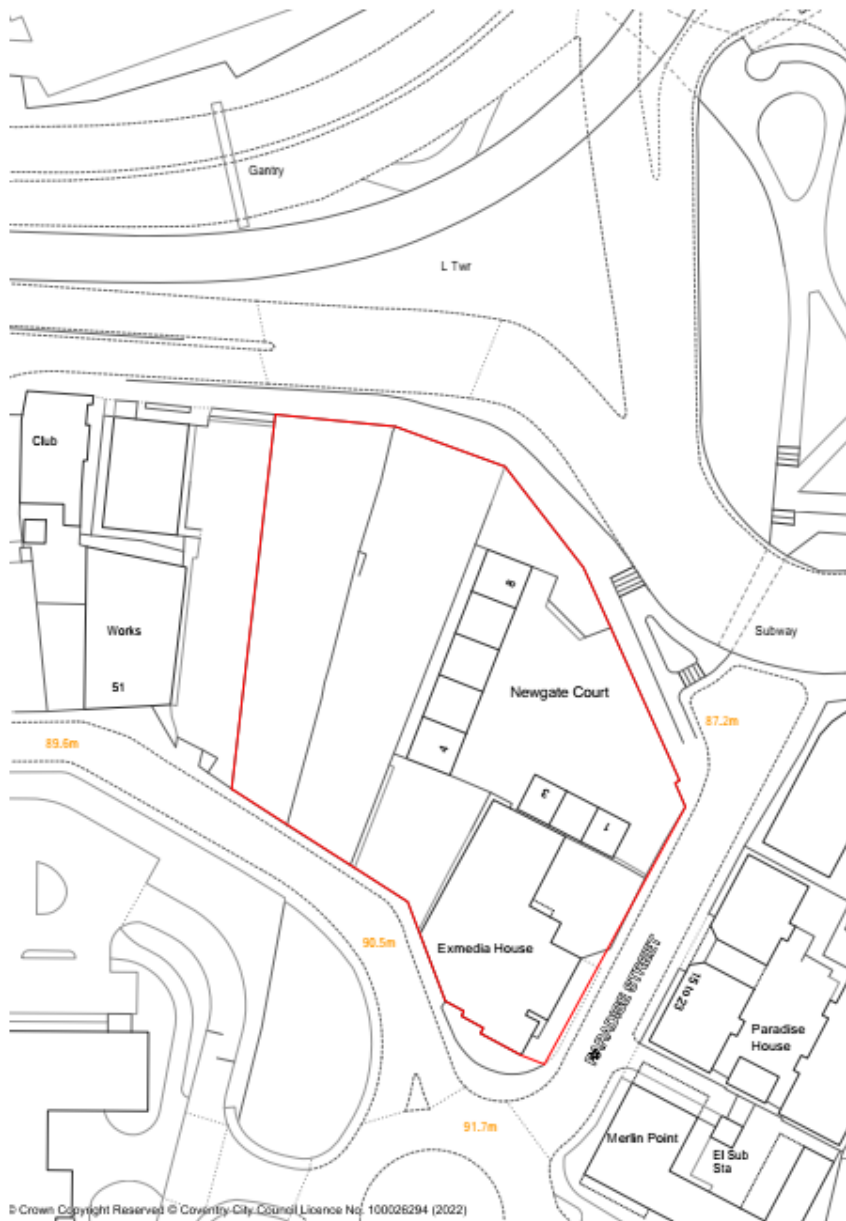 Gantry
L Twr
Club
Works
51
8
Newgate Court
Subway
4
89.6m
87.2m
3
1
90.5m
Exmedia House
PARADISE STREET
15 to 23
Paradise
House
91.7m
Merlin Point
El Sub
Sta
© Crown Copyright Reserved © Coventry City Council Licence No. 100026294 (2022)